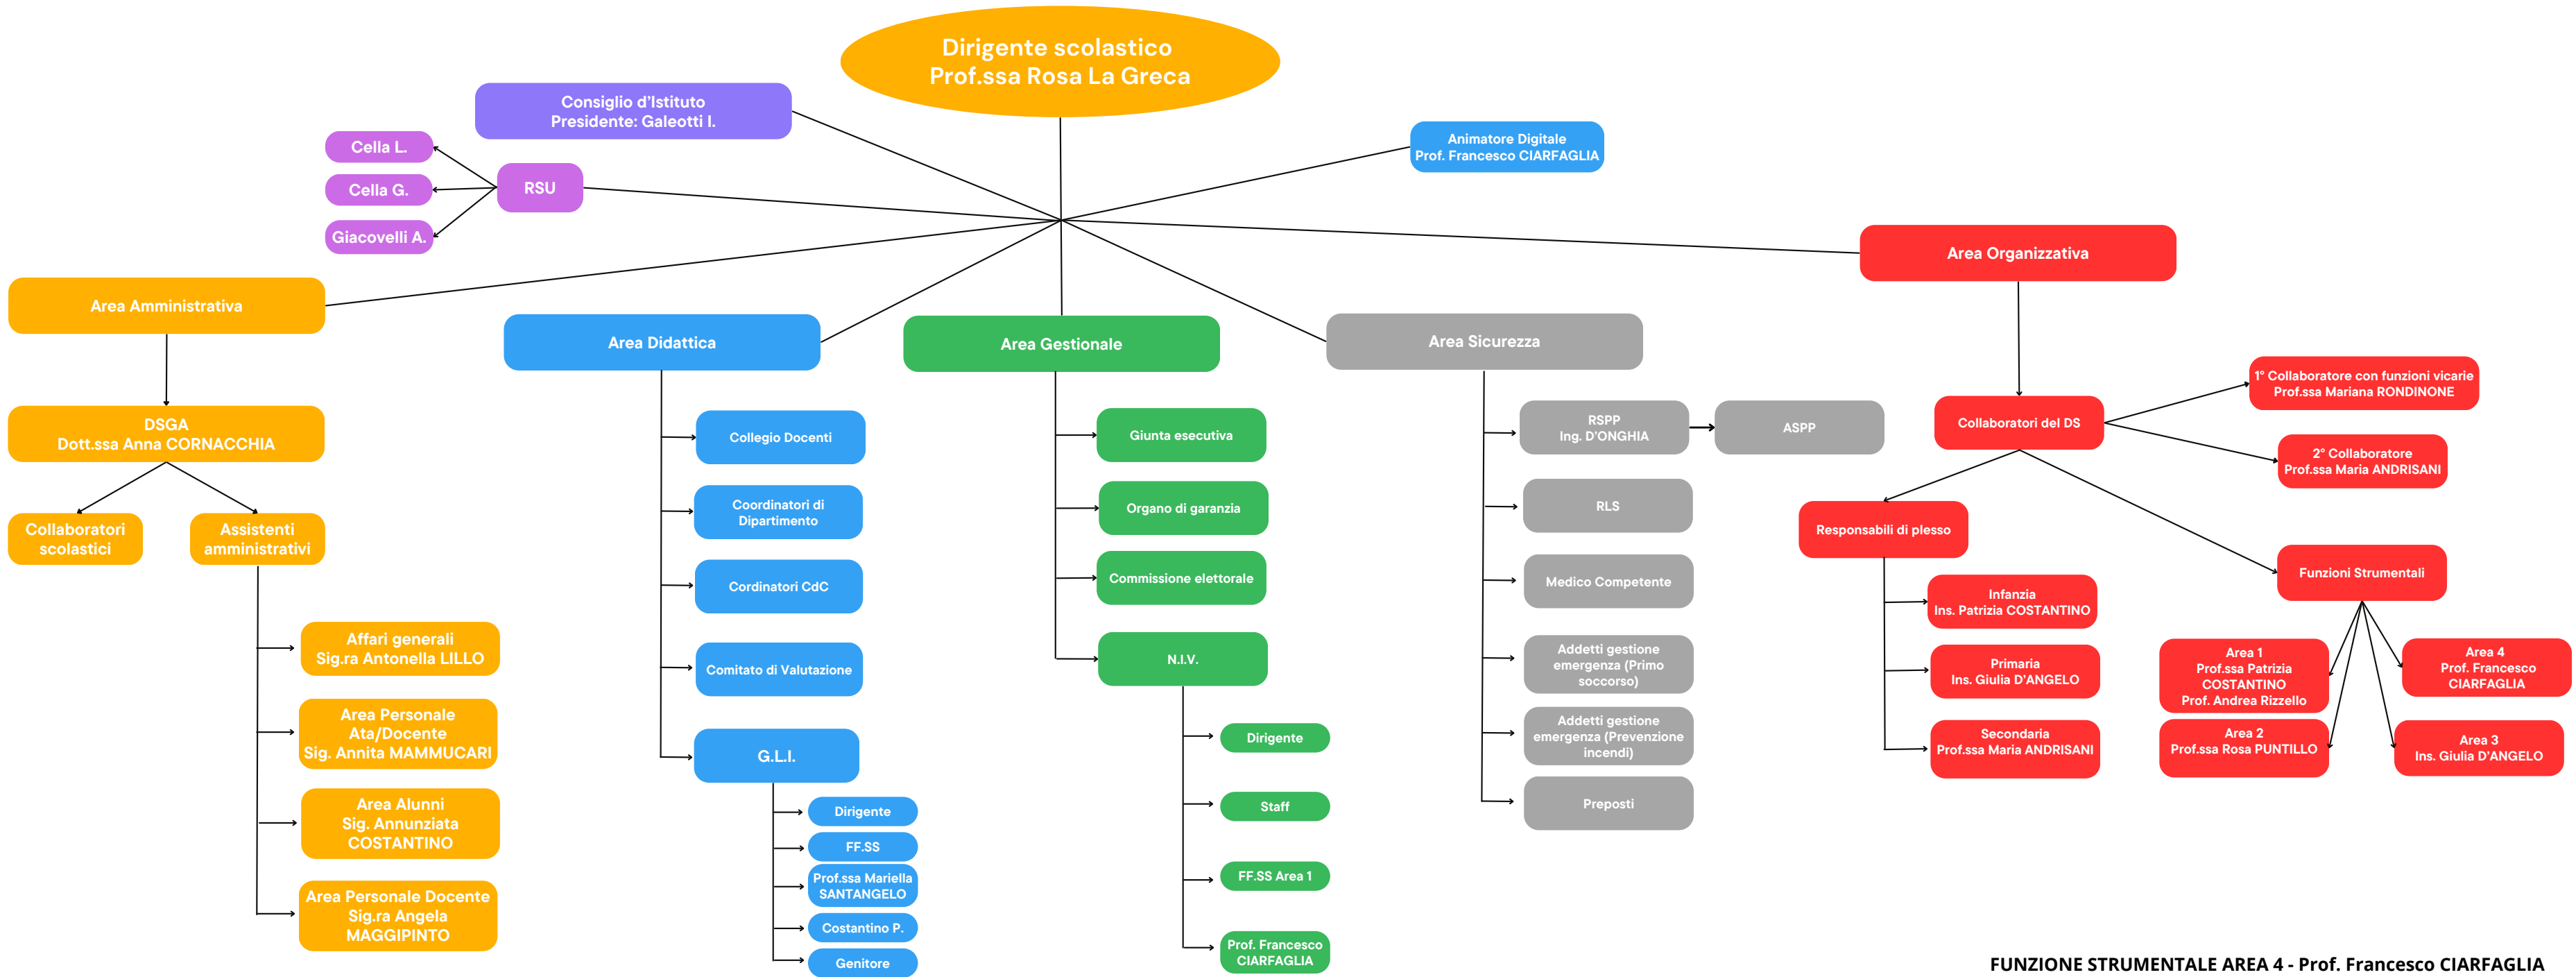 Dirigente scolastico
Prof.ssa Rosa La Greca
Consiglio d'Istituto
Presidente: Galeotti I.
Animatore Digitale
Prof. Francesco CIARFAGLIA
RSU
Cella L.
Cella G.
Giacovelli A.
Area Amministrativa
DSGA
Dott.ssa Anna CORNACCHIA
Collaboratori
scolastici
Assistenti
amministrativi
Affari generali
Sig.ra Antonella LILLO
Area Personale
Ata/Docente
Sig. Annita MAMMUCARI
Area Alunni
Sig. Annunziata
COSTANTINO
Area Personale Docente
Sig.ra Angela
MAGGIPINTO
Area Didattica
Collegio Docenti
Coordinatori di
Dipartimento
Cordinatori CdC
Comitato di Valutazione
G.L.I.
Dirigente
FF.SS
Prof.ssa Mariella
SANTANGELO
Costantino P.
Genitore
Area Gestionale
Giunta esecutiva
Organo di garanzia
Commissione elettorale
N.I.V.
Dirigente
Staff
FF.SS Area 1
Prof. Francesco
CIARFAGLIA
Area Sicurezza
RSPP
Ing. D'ONGHIA
ASPP
RLS
Medico Competente
Addetti gestione
emergenza (Primo
soccorso)
Addetti gestione
emergenza (Prevenzione
incendi)
Preposti
Area Organizzativa
Collaboratori del DS
1° Collaboratore con funzioni vicarie
Prof.ssa Mariana RONDINONE
2° Collaboratore
Prof.ssa Maria ANDRISANI
Responsabili di plesso
Infanzia
Ins. Patrizia COSTANTINO
Primaria
Ins. Giulia D'ANGELO
Secondaria
Prof.ssa Maria ANDRISANI
Funzioni Strumentali
Area 1
Prof.ssa Patrizia
COSTANTINO
Prof. Andrea Rizzello
Area 2
Prof.ssa Rosa PUNTILLO
Area 4
Prof. Francesco
CIARFAGLIA
Area 3
Ins. Giulia D'ANGELO
FUNZIONE STRUMENTALE AREA 4 - Prof. Francesco CIARFAGLIA